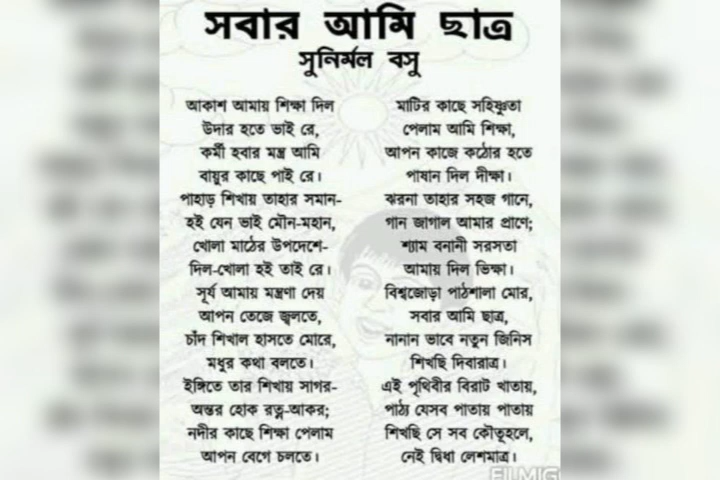 সবার আমি ছাত্র
সুনির্মল বসু
আকাশ আমায় শিক্ষা দিল
উদার হতে ভাই রে,
কর্মী হবার মন্ত্র আমি
বায়ুর কাছে পাই রে।
পাহাড় শিখায় তাহার সমান-
হই যেন ভাই মৌন-মহান,
খোলা মাঠের উপদেশে-
দিল-খোলা হই তাই রে।
সূর্য আমায় মন্ত্রণা দেয়
আপন তেজে জ্বলতে,
চাঁদ শিখাল হাসতে মোরে,
মধুর কথা বলতে।
ইঙ্গিতে তার শিখায় সাগর-
অন্তর হোক রত্ন-আকর;
নদীর কাছে শিক্ষা পেলাম
আপন বেগে চলতে।
মাটির কাছে সহিষ্ণুতা
পেলাম আমি শিক্ষা,
আপন কাজে কঠোর হতে
পাষান দিল দীক্ষা।
ঝরনা তাহার সহজ গানে,
গান জাগাল আমার প্রাণে;
শ্যাম বনানী সরসতা
আমায় দিল ভিক্ষা।
বিশ্বজোড়া পাঠশালা মোর,
সবার আমি ছাত্র,
নানান ভাবে নতুন জিনিস
শিখছি দিবারাত্র।
এই পৃথিবীর বিরাট খাতায়,
পাঠ্য যেসব পাতায় পাতায়
শিখছি সে সব কৌতূহলে,
নেই দ্বিধা লেশমাত্র।